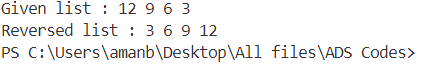 Given list : 12 9 6 3
Reversed list : 3 6 9 12
PS C:\Users\amanb\Desktop\All files\ADS Codes>